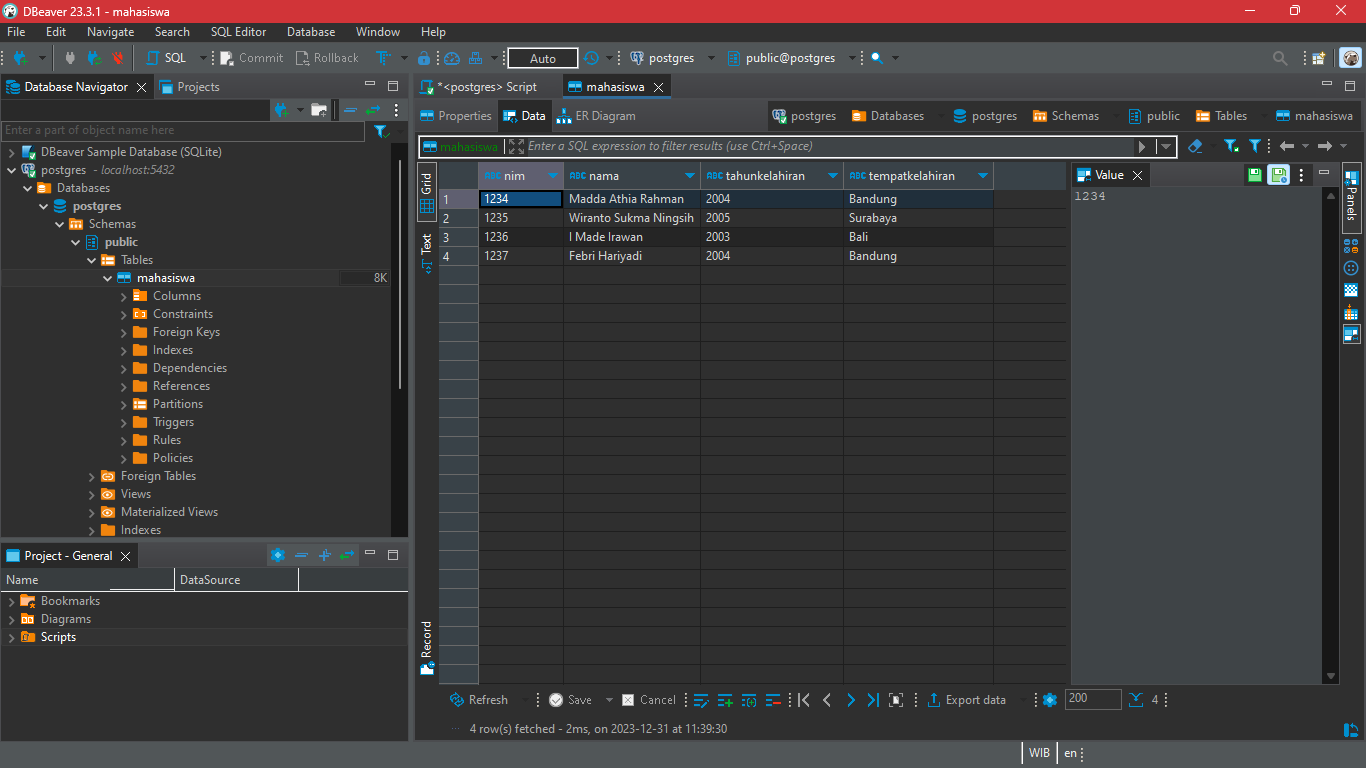 DBeaver 23.3.1 - mahasiswa
File Edit Navigate Search SQL Editor Database Window Help
SQL Commit Rollback Auto postgres public@postgres
Database Navigator Projects
Enter a part of object name here
DBeaver Sample Database (SQLite)
postgres - localhost:5432
Databases
postgres
Schemas
public
Tables
mahasiswa 8K
Columns
Constraints
Foreign Keys
Indexes
Dependencies
References
Partitions
Triggers
Rules
Policies
Foreign Tables
Views
Materialized Views
Indexes
Project - General
Name DataSource
Bookmarks
Diagrams
Scripts
*<postgres> Script mahasiswa
Properties Data ER Diagram postgres Databases postgres Schemas public Tables mahasiswa
mahasiswa Enter a SQL expression to filter results (use Ctrl+Space)
Grid
Text
Record
ABC nim ABC nama ABC tahunkelahiran ABC tempatkelahiran
1 1234 Madda Athia Rahman 2004 Bandung
2 1235 Wiranto Sukma Ningsih 2005 Surabaya
3 1236 I Made Irawan 2003 Bali
4 1237 Febri Hariyadi 2004 Bandung
Value
1234
Panels
Refresh Save Cancel Export data 200 4
4 row(s) fetched - 2ms, on 2023-12-31 at 11:39:30
WIB en